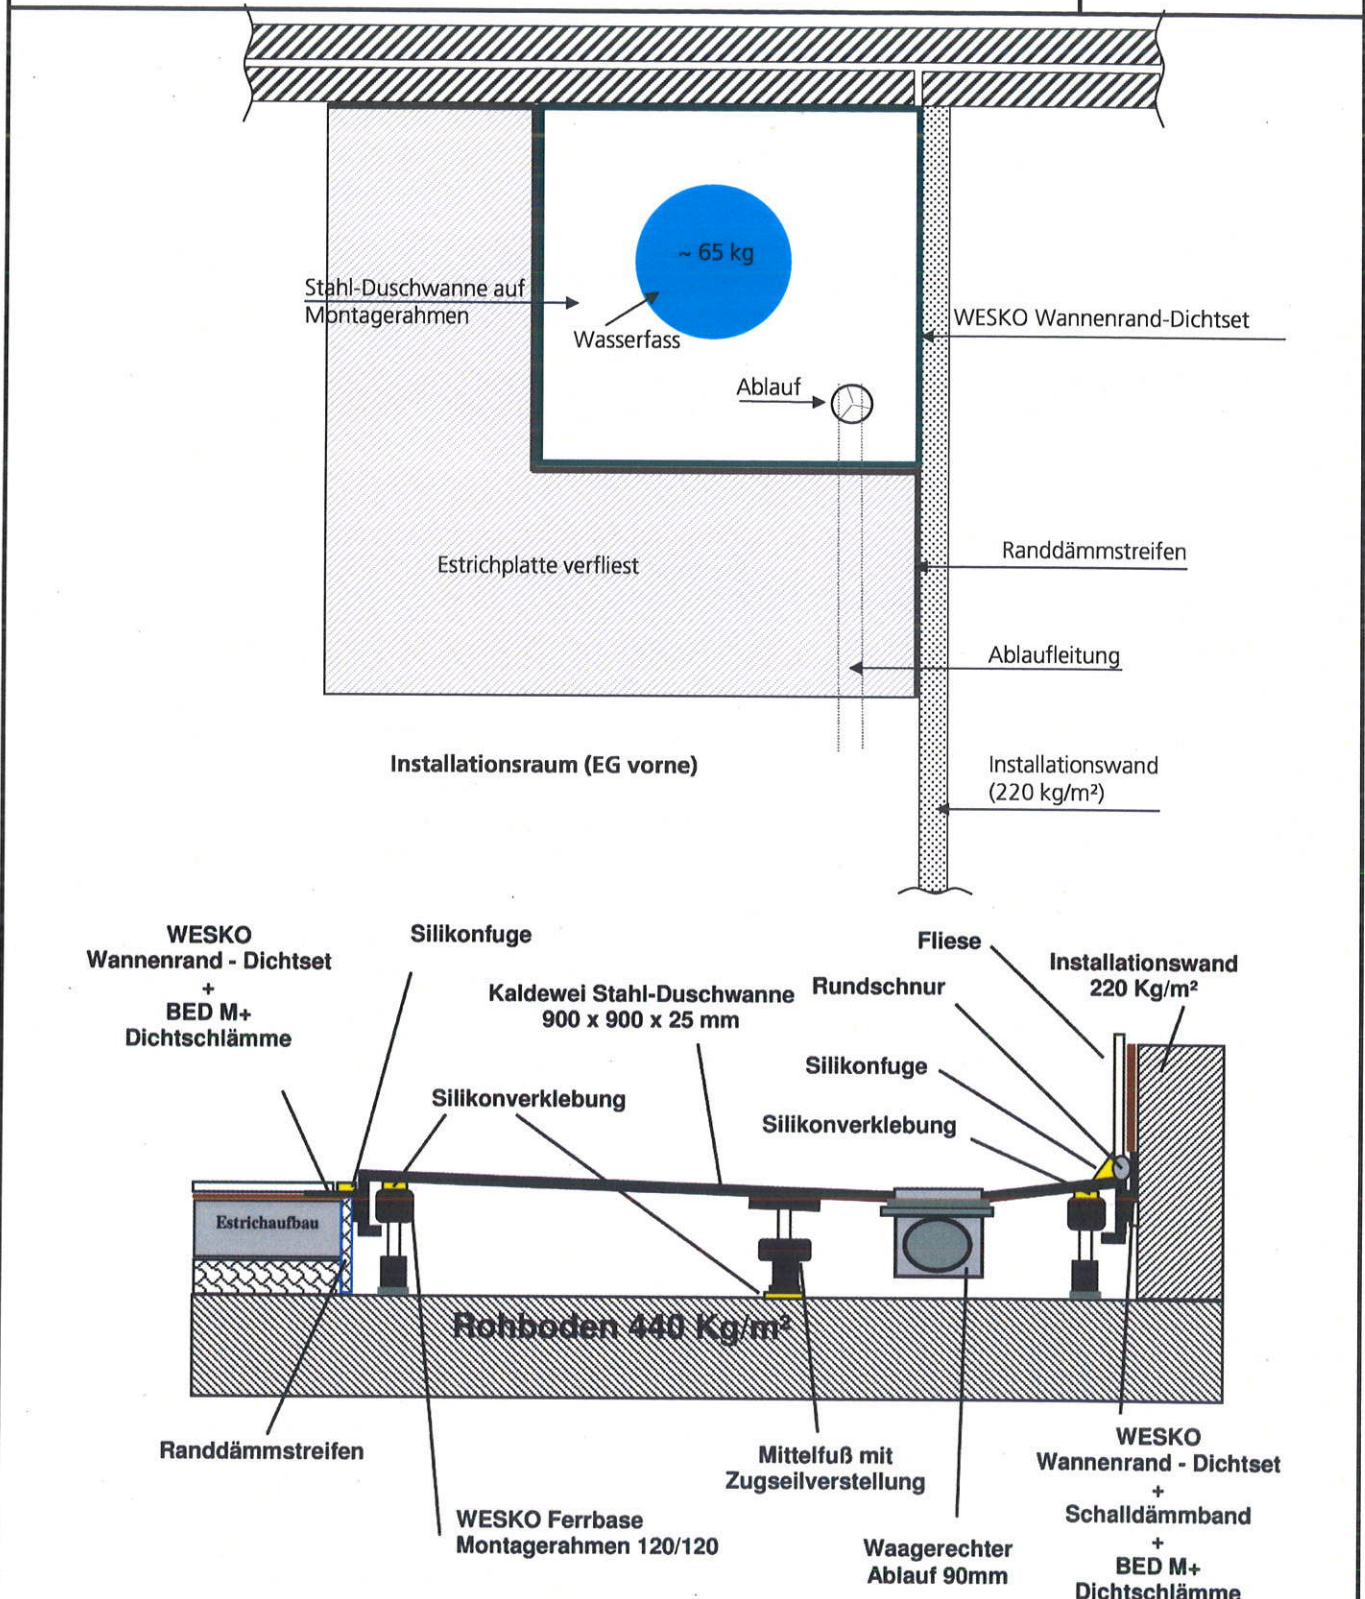 ~ 65 kg
Stahl-Duschwanne auf
Montagerahmen
Wasserfass
WESKO Wannenrand-Dichtset
Ablauf
Estrichplatte verfliest
Randdämmstreifen
Ablaufleitung
Installationsraum (EG vorne)
Installationswand
(220 kg/m²)
WESKO
Wannenrand - Dichtset
+
BED M+
Dichtschlämme
Silikonfuge
Kaldewei Stahl-Duschwanne
900 x 900 x 25 mm
Silikonverklebung
Fliese
Rundschnur
Installationswand
220 Kg/m²
Silikonfuge
Silikonverklebung
Estrichaufbau
Rohboden 440 Kg/m²
Randdämmstreifen
WESKO Ferrbase
Montagerahmen 120/120
Mittelfuß mit
Zugseilverstellung
Waagerechter
Ablauf 90mm
WESKO
Wannenrand - Dichtset
+
Schalldämmband
+
BED M+
Dichtschlämme